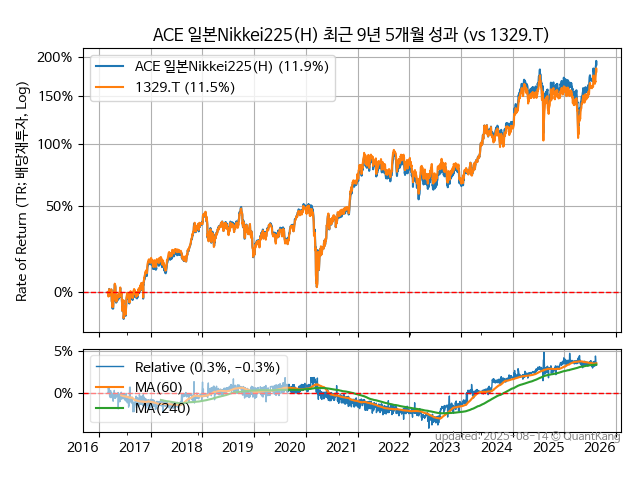 ACE 일본Nikkei225(H) 최근 9년 5개월 성과 (vs 1329.T)
Rate of Return (TR: 배당재투자, Log)
200%
150%
100%
50%
0%
ACE 일본Nikkei225(H) (11.9%)
1329.T (11.5%)
5%
0%
Relative (0.3%, −0.3%)
MA(60)
MA(240)
updated: 2025-08-14 © QuantKang
2016 2017 2018 2019 2020 2021 2022 2023 2024 2025 2026